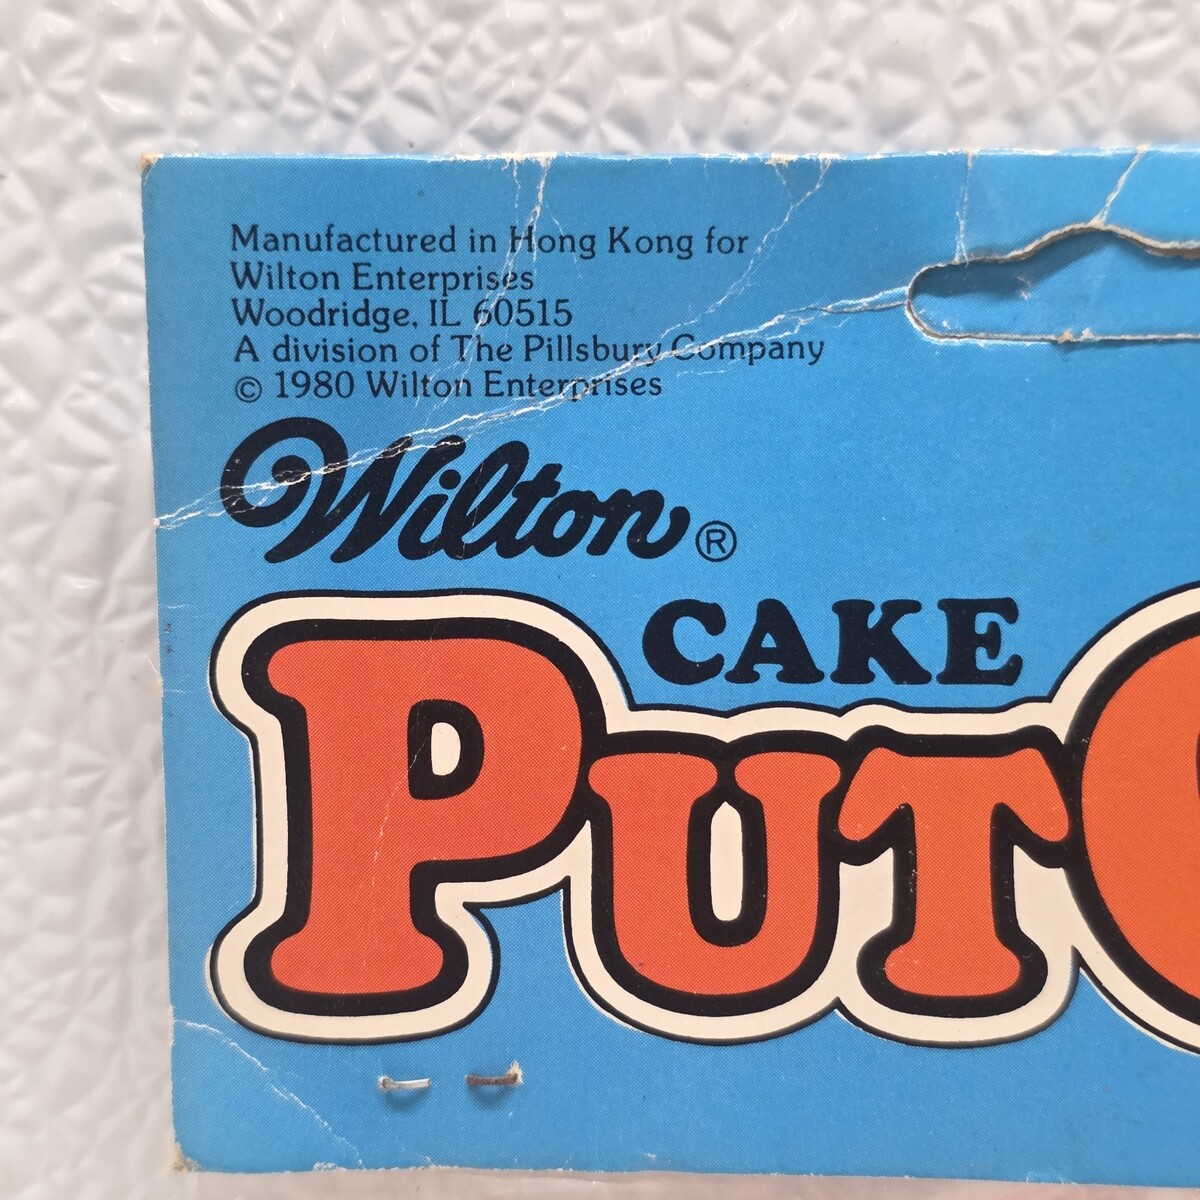 Manufactured in Hong Kong for
Wilton Enterprises
Woodridge, IL 60515
A division of The Pillsbury Company
© 1980 Wilton Enterprises
Wilton®
CAKE
PUT